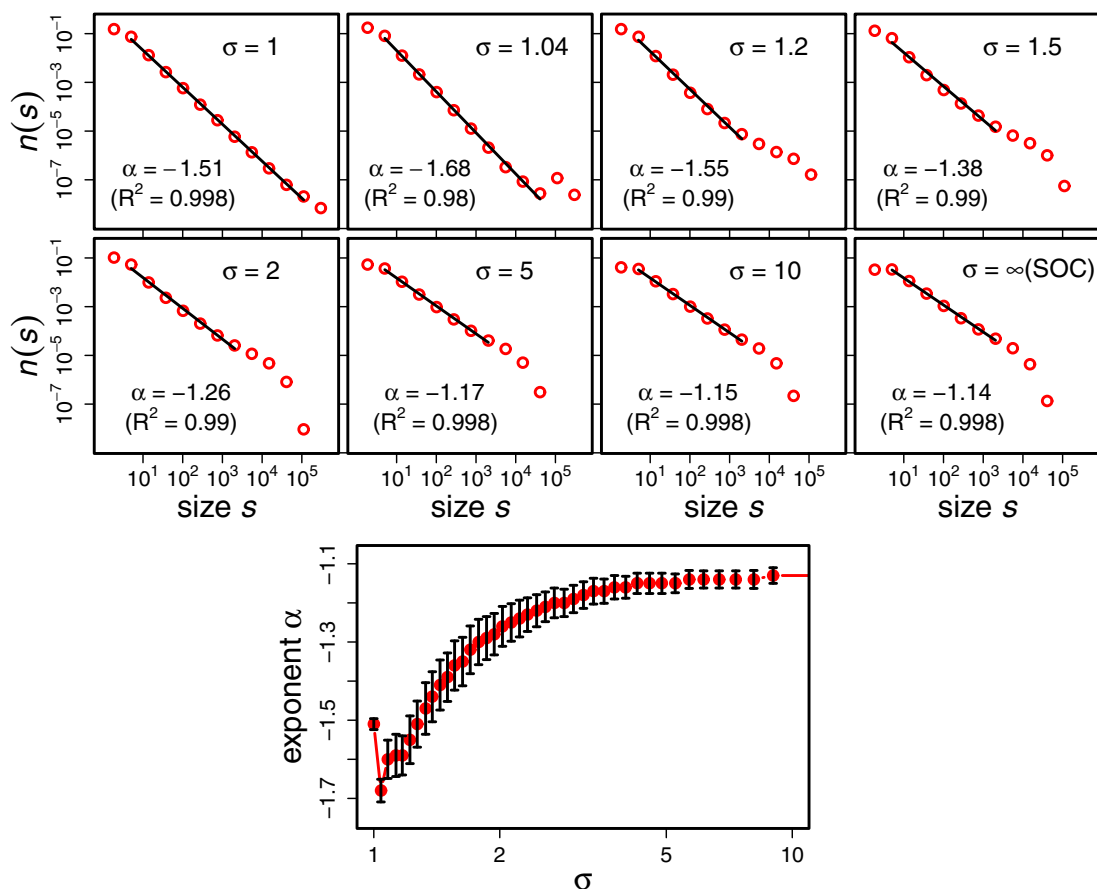 n(s)
10⁻¹
10⁻³
10⁻⁵
10⁻⁷
σ = 1
α = −1.51
(R² = 0.998)
σ = 1.04
α = −1.68
(R² = 0.98)
σ = 1.2
α = −1.55
(R² = 0.99)
σ = 1.5
α = −1.38
(R² = 0.99)
n(s)
10⁻¹
10⁻³
10⁻⁵
10⁻⁷
σ = 2
α = −1.26
(R² = 0.99)
σ = 5
α = −1.17
(R² = 0.998)
σ = 10
α = −1.15
(R² = 0.998)
σ = ∞(SOC)
α = −1.14
(R² = 0.998)
10¹ 10² 10³ 10⁴ 10⁵
10¹ 10² 10³ 10⁴ 10⁵
10¹ 10² 10³ 10⁴ 10⁵
10¹ 10² 10³ 10⁴ 10⁵
size s
size s
size s
size s
exponent α
−1.1
−1.3
−1.5
−1.7
1 2 5 10
σ